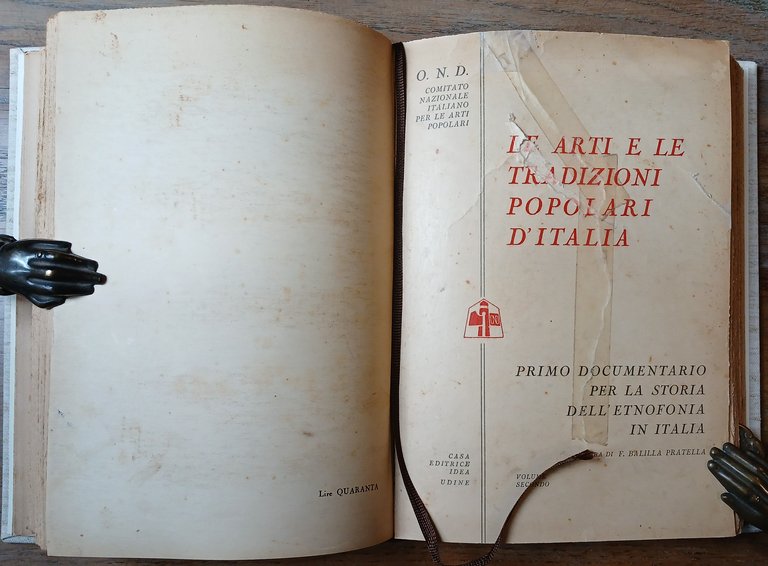 Lire QUARANTA
O. N. D.
COMITATO
NAZIONALE
ITALIANO
PER LE ARTI
POPOLARI
LE ARTI E LE
TRADIZIONI
POPOLARI
D'ITALIA
PRIMO DOCUMENTARIO
PER LA STORIA
DELL'ETNOFONIA
IN ITALIA
DI F. BALILLA PRATELLA
CASA
EDITRICE
IDEA
UDINE
VOLUME
SECONDO